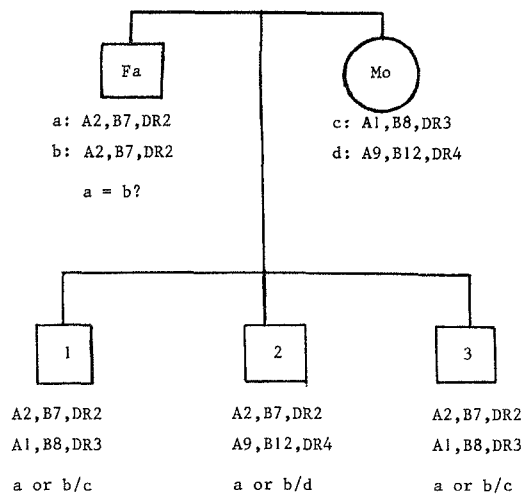 Fa
Mo
a: A2,B7,DR2
b: A2,B7,DR2
a = b?
c: A1,B8,DR3
d: A9,B12,DR4
1
2
3
A2,B7,DR2
A1,B8,DR3
a or b/c
A2,B7,DR2
A9,B12,DR4
a or b/d
A2,B7,DR2
A1,B8,DR3
a or b/c